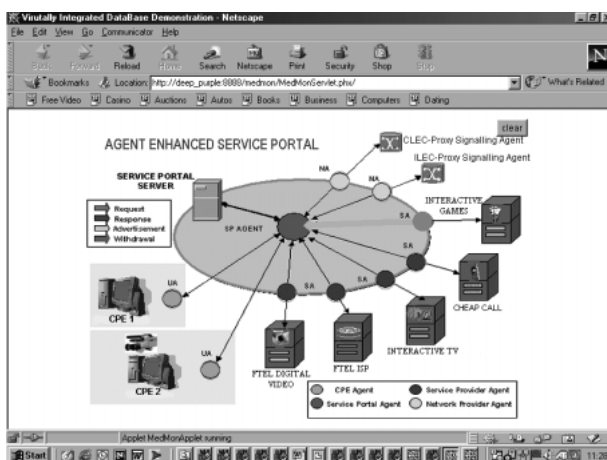 Virutally Integrated DataBase Demonstration - Netscape
File Edit View Go Communicator Help
Back Forward Reload Home Search Netscape Print Security Shop Stop
Bookmarks Location: http://deep_purple:8888/medmon/MedMonServlet.phx/ What's Related
Free Video Casino Auctions Autos Books Business Computers Dating
clear
AGENT ENHANCED SERVICE PORTAL
CLEC-Proxy Signalling Agent
ILEC-Proxy Signalling Agent
NA
NA
SERVICE PORTAL
SERVER
INTERACTIVE
GAMES
Request
Response
Advertisement
Withdrawal
SP AGENT
SA
SA
CHEAP CALL
UA
SA
SA
SA
CPE 1
INTERACTIVE TV
UA
CPE 2
FTEL DIGITAL
VIDEO
FTEL ISP
CPE Agent
Service Provider Agent
Service Portal Agent
Network Provider Agent
Applet MedMonApplet running
Start
11:28